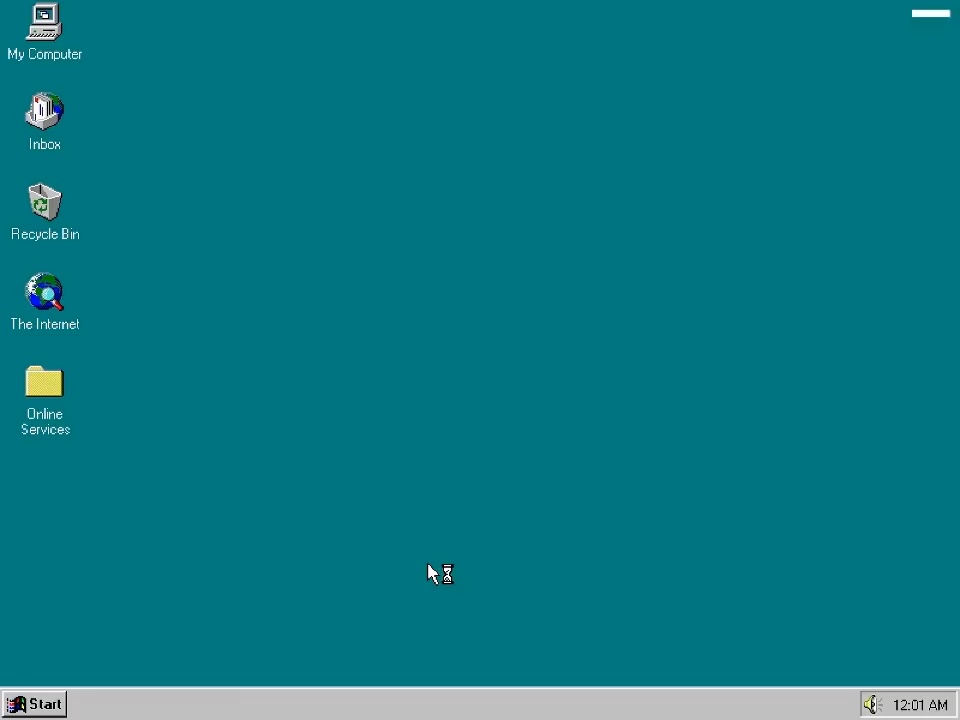 My Computer
Inbox
Recycle Bin
The Internet
Online
Services
Start
12:01 AM